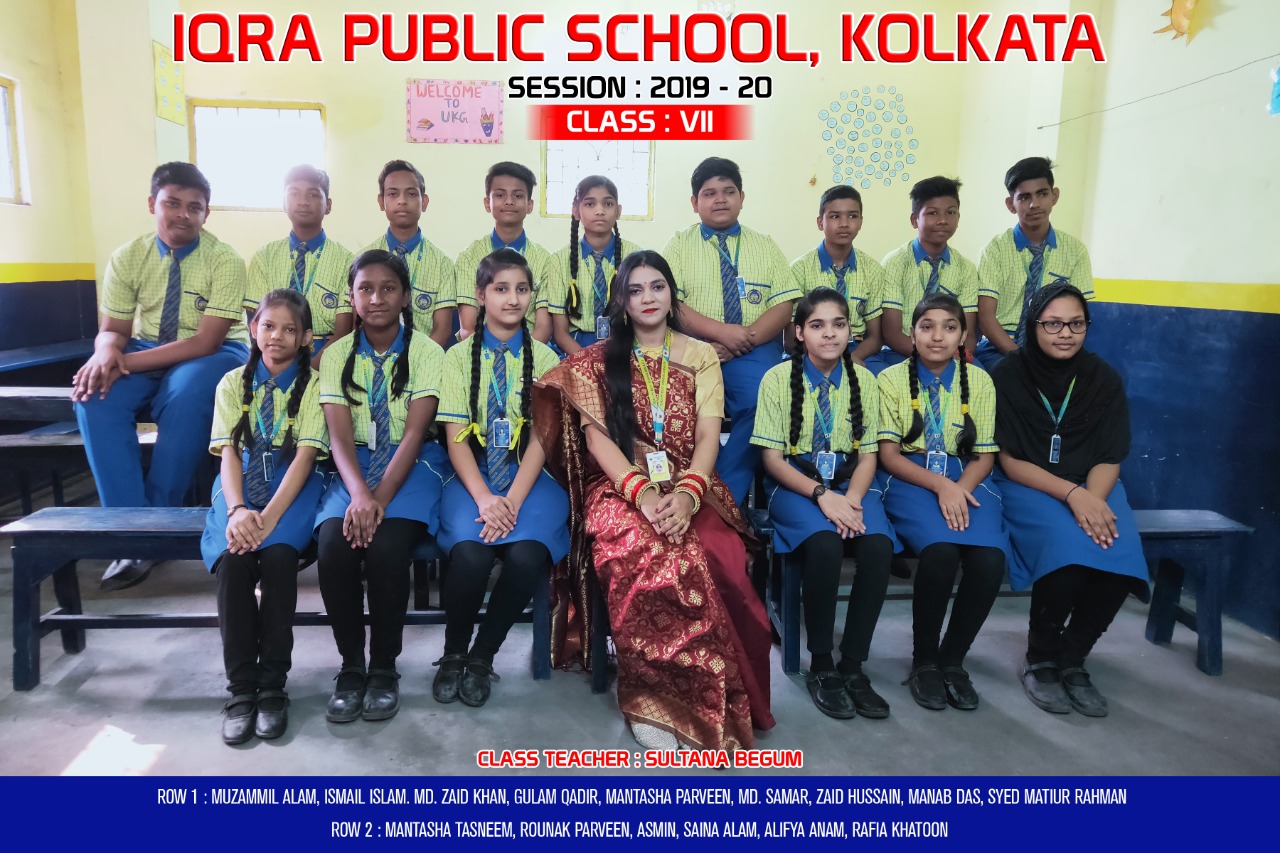 IQRA PUBLIC SCHOOL, KOLKATA
SESSION : 2019 - 20
CLASS : VII
WELCOME
TO
UKG
CLASS TEACHER : SULTANA BEGUM
ROW 1 : MUZAMMIL ALAM, ISMAIL ISLAM. MD. ZAID KHAN, GULAM QADIR, MANTASHA PARVEEN, MD. SAMAR, ZAID HUSSAIN, MANAB DAS, SYED MATIUR RAHMAN
ROW 2 : MANTASHA TASNEEM, ROUNAK PARVEEN, ASMIN, SAINA ALAM, ALIFYA ANAM, RAFIA KHATOON